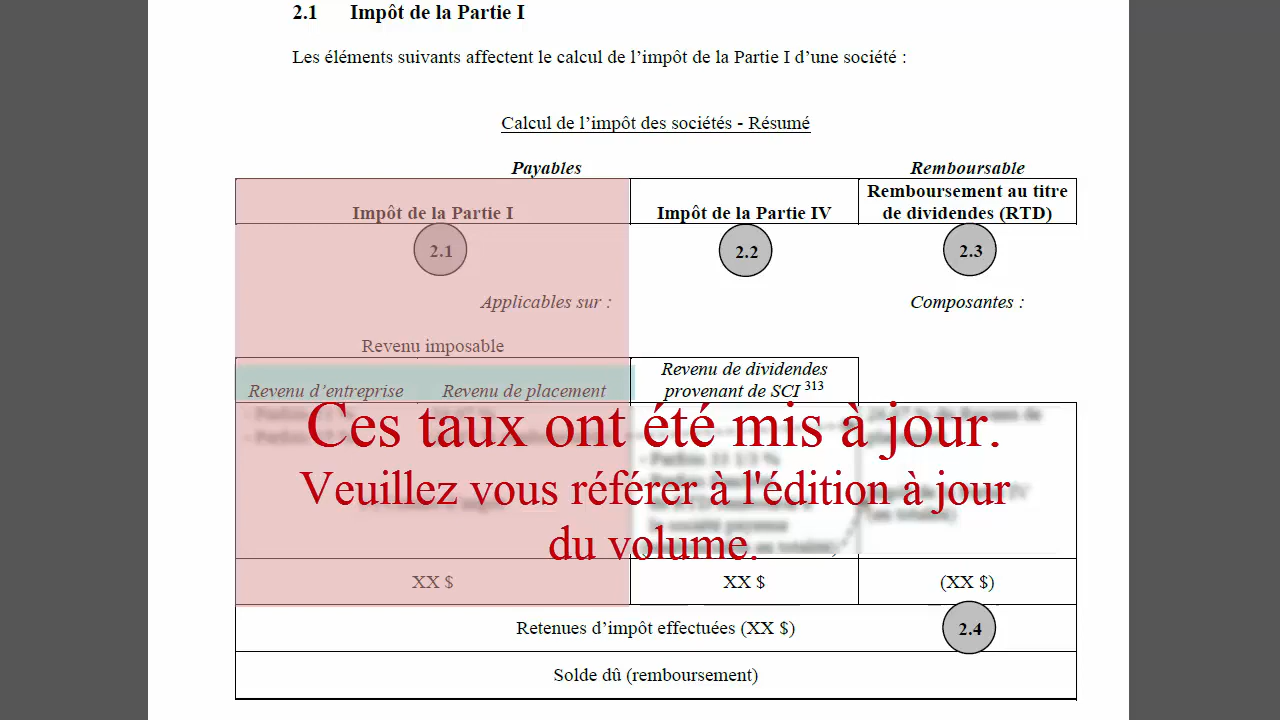 2.1 Impôt de la Partie I
Les éléments suivants affectent le calcul de l'impôt de la Partie I d'une société :
Calcul de l'impôt des sociétés - Résumé
Payables Remboursable
Impôt de la Partie I Impôt de la Partie IV Remboursement au titre
de dividendes (RTD)
2.1 2.2 2.3
Applicables sur : Composantes :
Revenu imposable
Revenu d'entreprise Revenu de placement Revenu de dividendes
provenant de SCI 313
Ces taux ont été mis à jour.
Veuillez vous référer à l'édition à jour
du volume.
XX $ XX $ (XX $)
Retenues d'impôt effectuées (XX $) 2.4
Solde dû (remboursement)